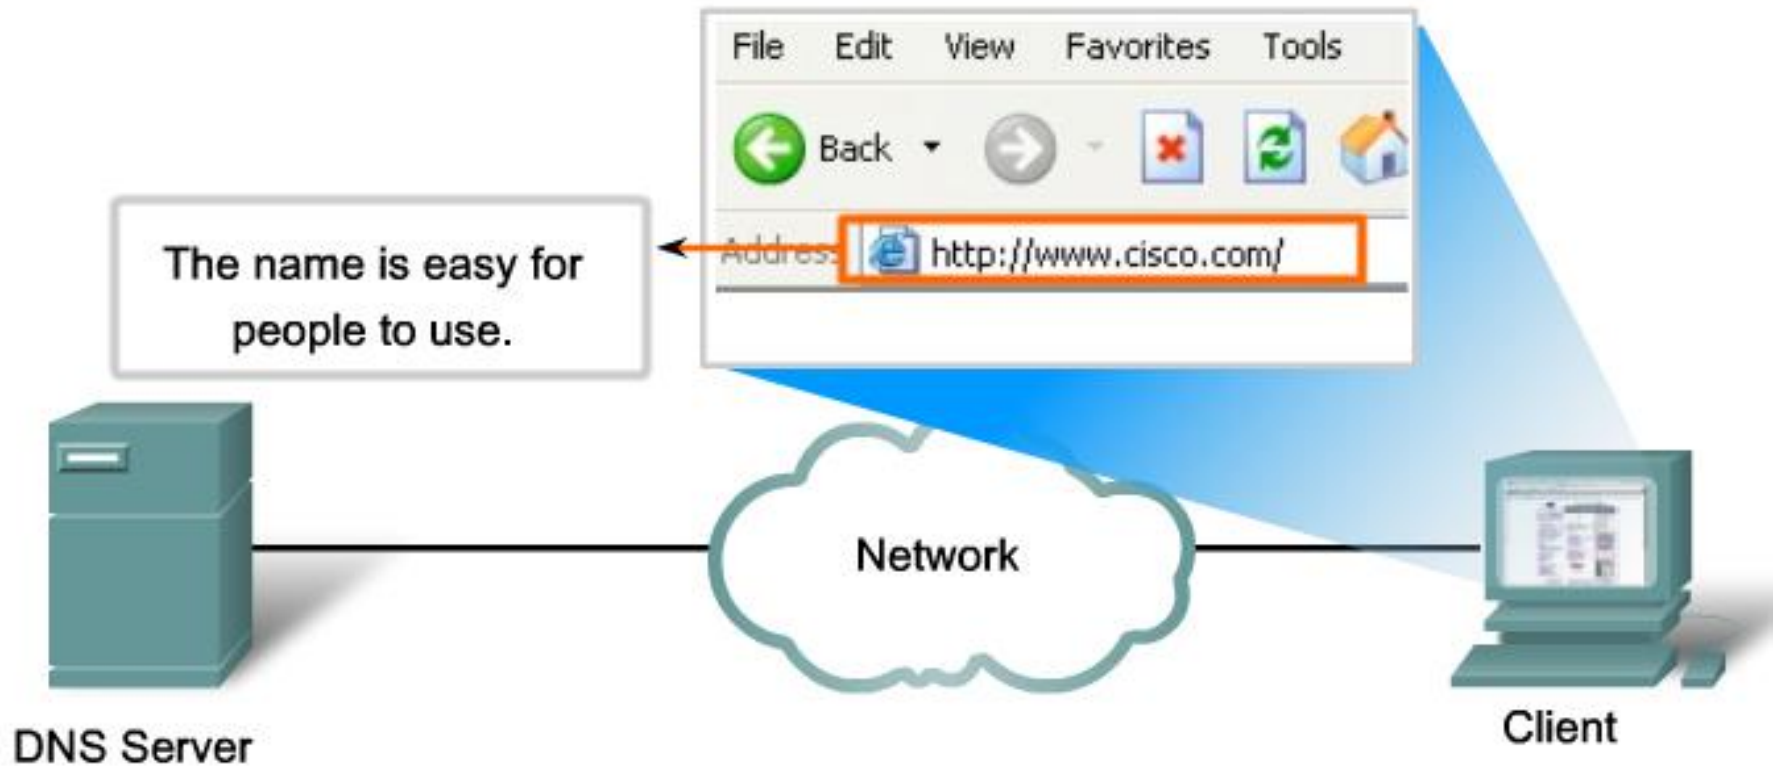 File Edit View Favorites Tools
Back
Address http://www.cisco.com/
The name is easy for
people to use.
Network
DNS Server
Client